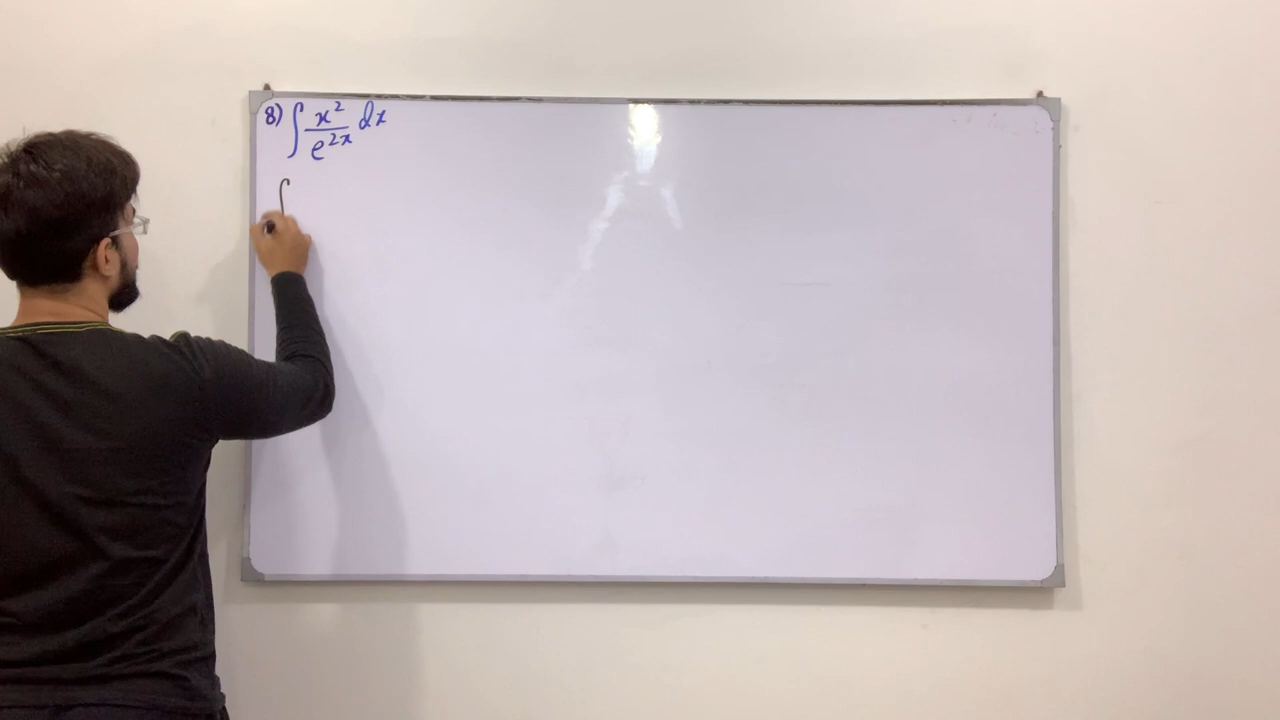 8) ∫ x²/e²ˣ dx
∫